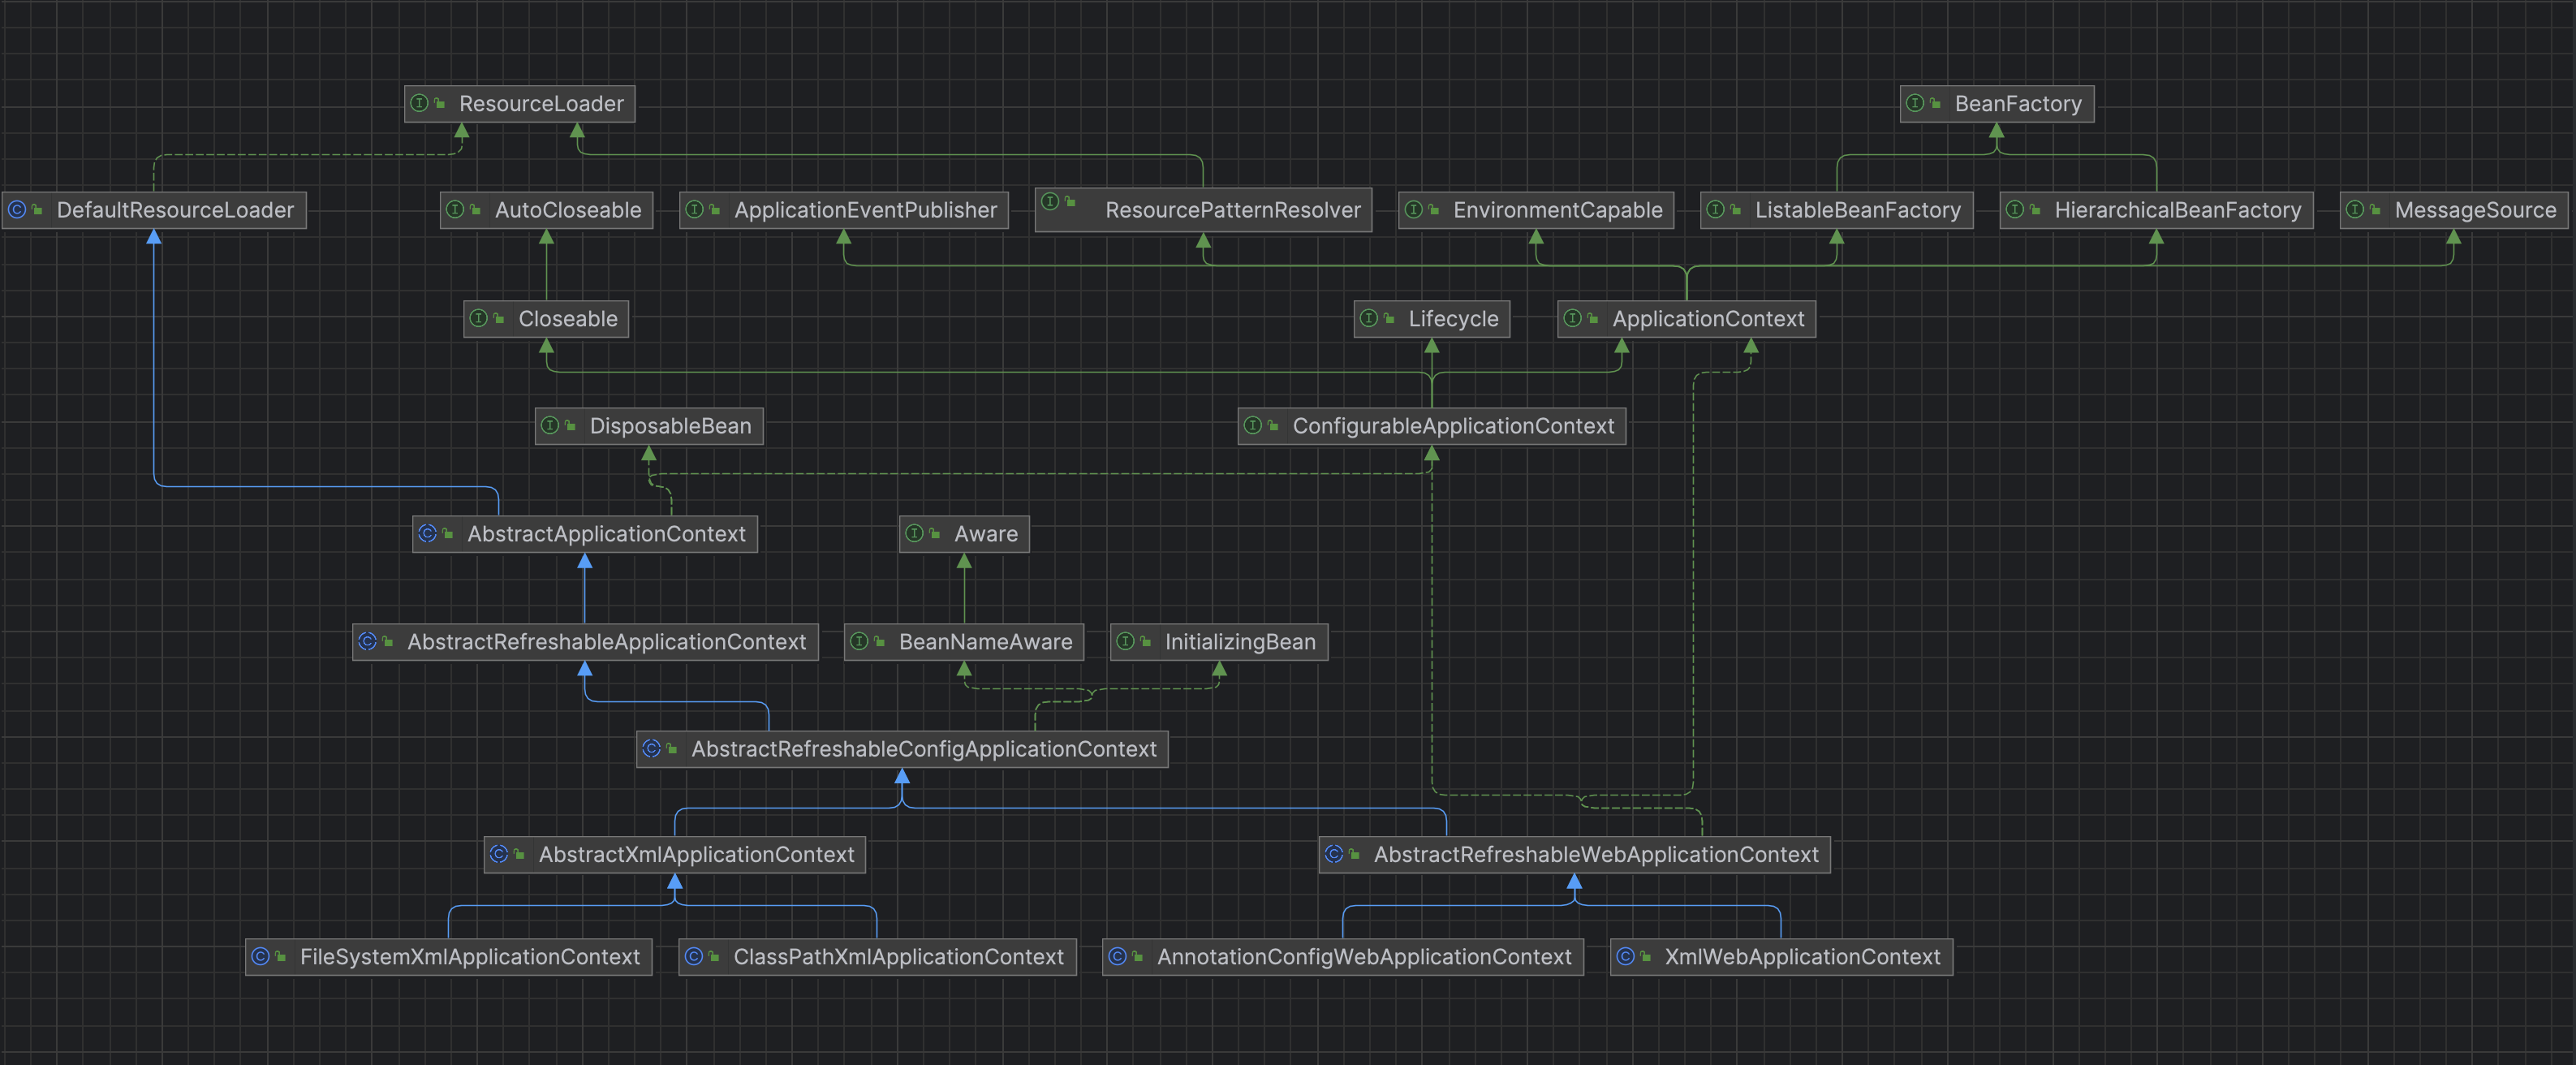 ResourceLoader
BeanFactory
DefaultResourceLoader
AutoCloseable
ApplicationEventPublisher
ResourcePatternResolver
EnvironmentCapable
ListableBeanFactory
HierarchicalBeanFactory
MessageSource
Closeable
Lifecycle
ApplicationContext
DisposableBean
ConfigurableApplicationContext
AbstractApplicationContext
Aware
AbstractRefreshableApplicationContext
BeanNameAware
InitializingBean
AbstractRefreshableConfigApplicationContext
AbstractXmlApplicationContext
AbstractRefreshableWebApplicationContext
FileSystemXmlApplicationContext
ClassPathXmlApplicationContext
AnnotationConfigWebApplicationContext
XmlWebApplicationContext